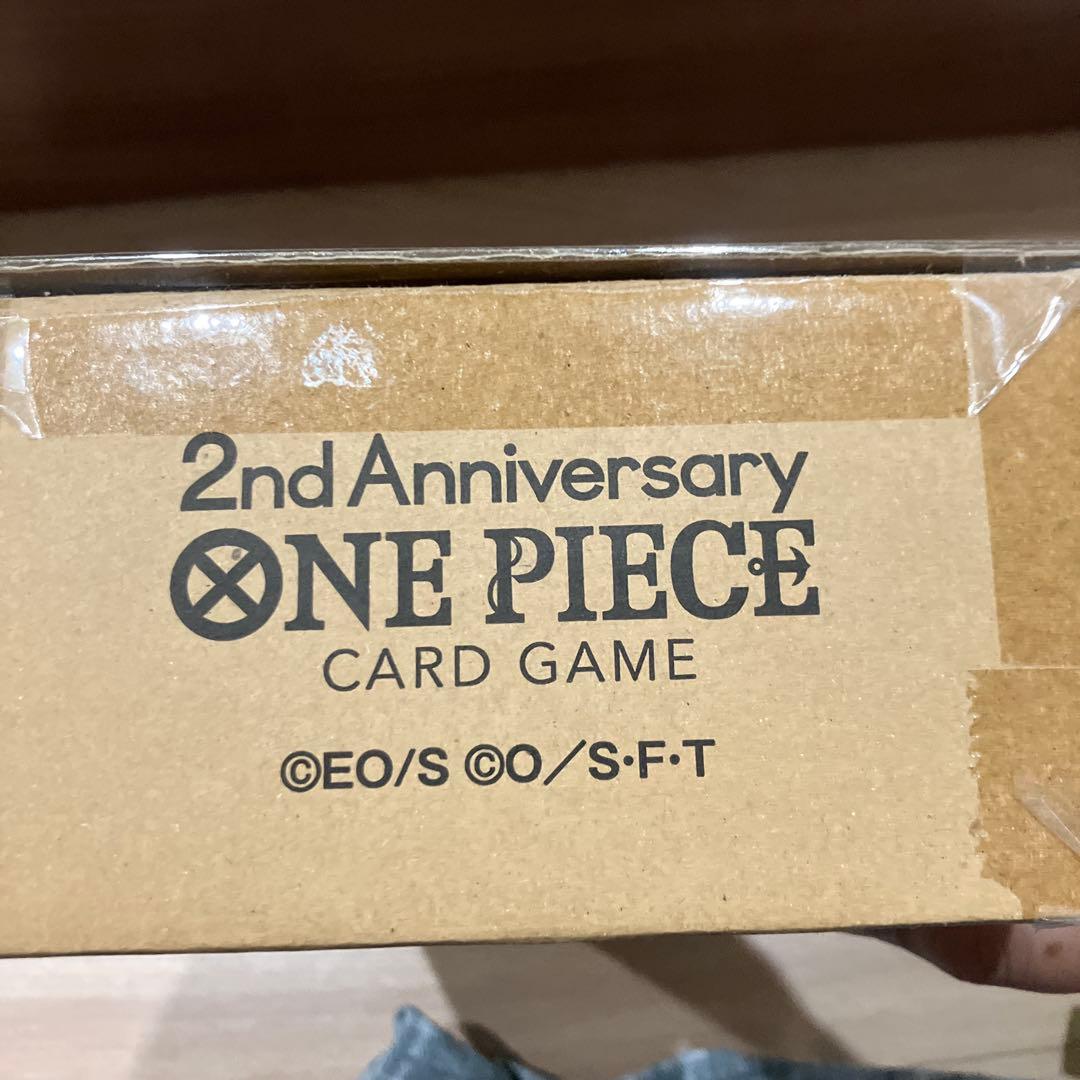 2nd Anniversary
ONE PIECE
CARD GAME
©EO/S ©O／S･F･T